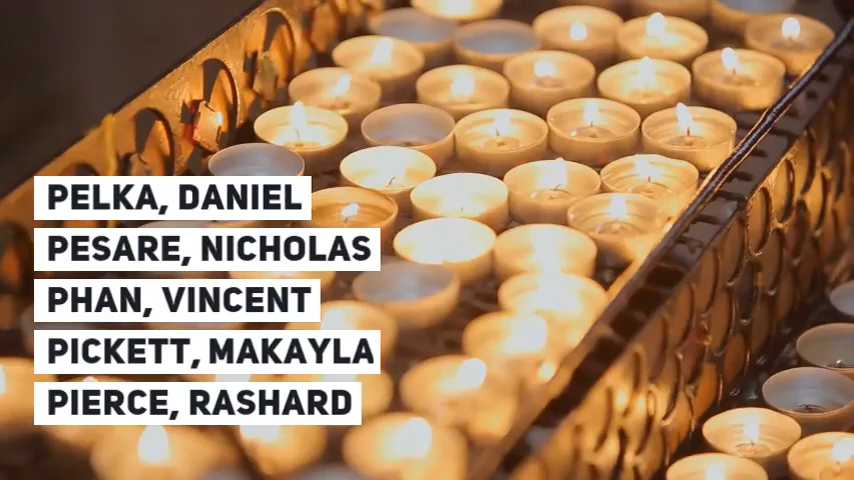 PELKA, DANIEL
PESARE, NICHOLAS
PHAN, VINCENT
PICKETT, MAKAYLA
PIERCE, RASHARD